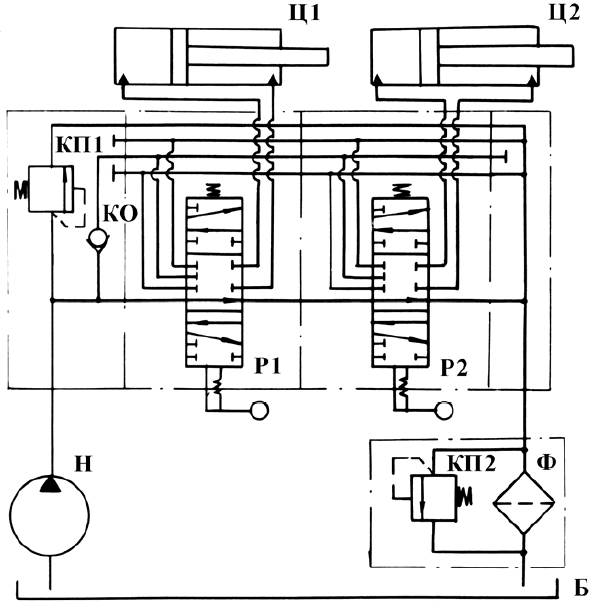 Ц1 Ц2
КП1
КО
Р1 Р2
Н КП2 Ф
Б